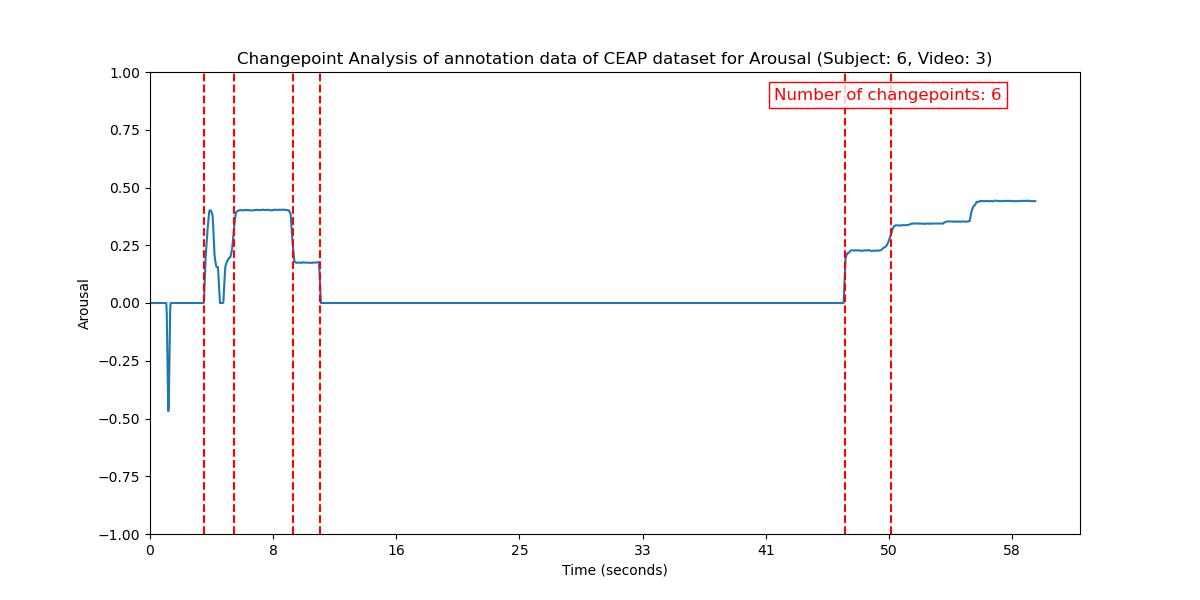 Changepoint Analysis of annotation data of CEAP dataset for Arousal (Subject: 6, Video: 3)
Number of changepoints: 6
1.00
0.75
0.50
0.25
0.00
−0.25
−0.50
−0.75
−1.00
Arousal
0 8 16 25 33 41 50 58
Time (seconds)